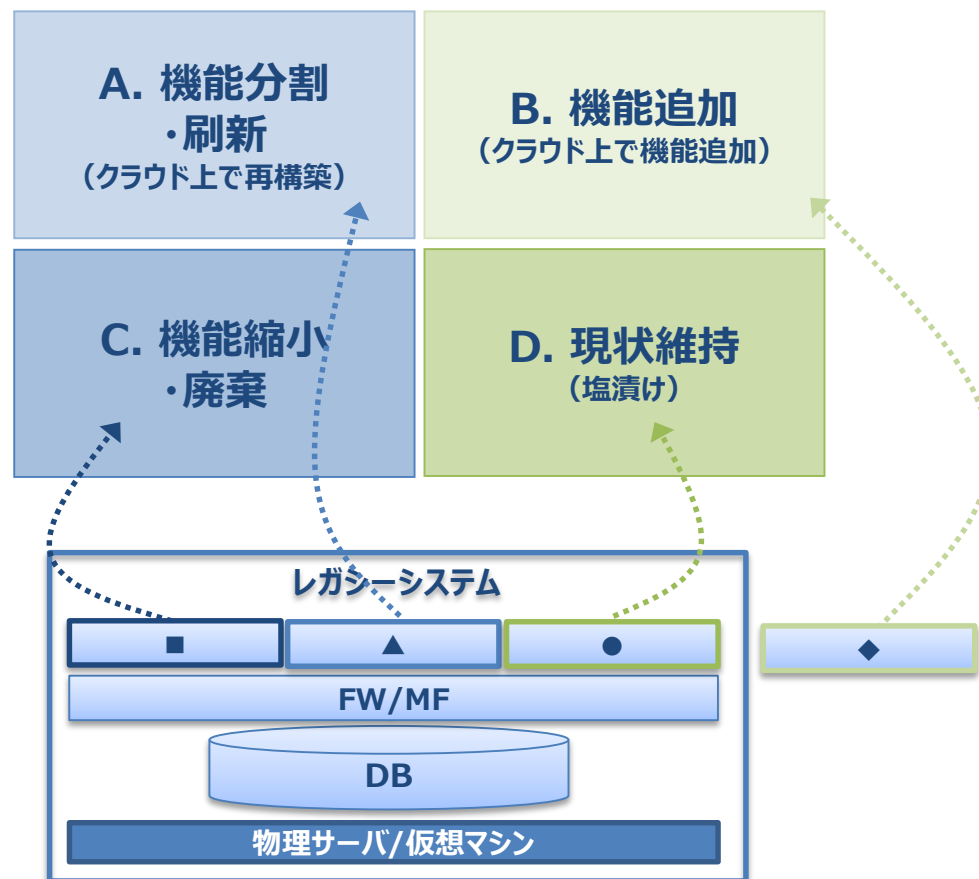 A. 機能分割
・刷新
（クラウド上で再構築）
B. 機能追加
（クラウド上で機能追加）
C. 機能縮小
・廃棄
D. 現状維持
（塩漬け）
レガシーシステム
■
▲
●
◆
FW/MF
DB
物理サーバ/仮想マシン